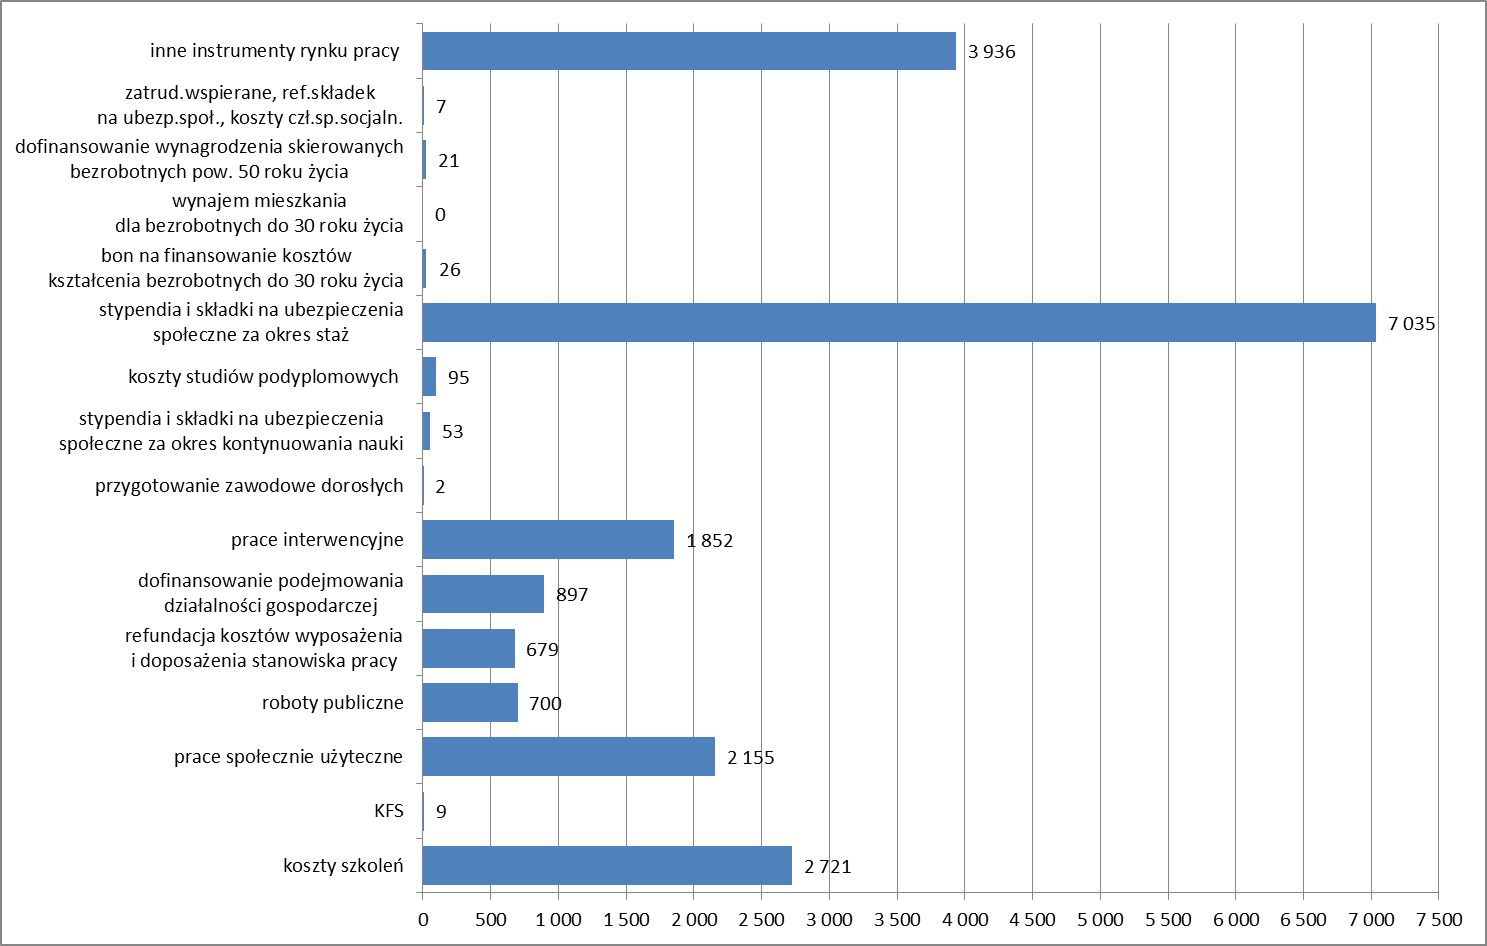 inne instrumenty rynku pracy
3 936
zatrud.wspierane, ref.składek
na ubezp.społ., koszty czł.sp.socjaln.
7
dofinansowanie wynagrodzenia skierowanych
bezrobotnych pow. 50 roku życia
21
wynajem mieszkania
dla bezrobotnych do 30 roku życia
0
bon na finansowanie kosztów
kształcenia bezrobotnych do 30 roku życia
26
stypendia i składki na ubezpieczenia
społeczne za okres staż
7 035
koszty studiów podyplomowych
95
stypendia i składki na ubezpieczenia
społeczne za okres kontynuowania nauki
53
przygotowanie zawodowe dorosłych
2
prace interwencyjne
1 852
dofinansowanie podejmowania
działalności gospodarczej
897
refundacja kosztów wyposażenia
i doposażenia stanowiska pracy
679
roboty publiczne
700
prace społecznie użyteczne
2 155
KFS
9
koszty szkoleń
2 721
0 500 1 000 1 500 2 000 2 500 3 000 3 500 4 000 4 500 5 000 5 500 6 000 6 500 7 000 7 500